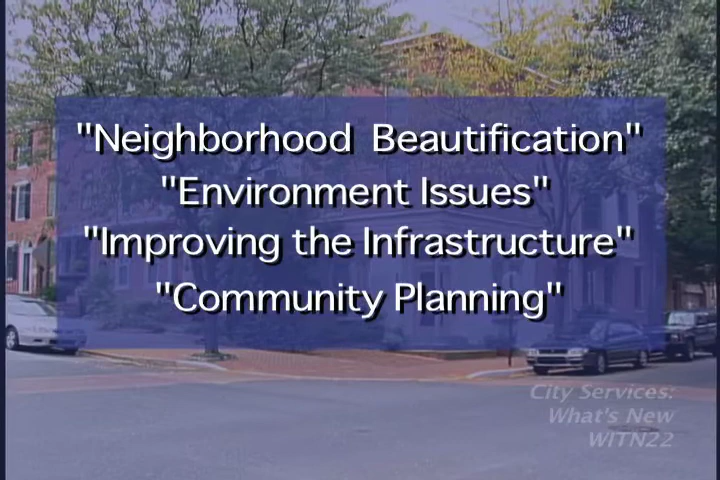 "Neighborhood Beautification"
"Environment Issues"
"Improving the Infrastructure"
"Community Planning"
City Services:
What's New
WITN22